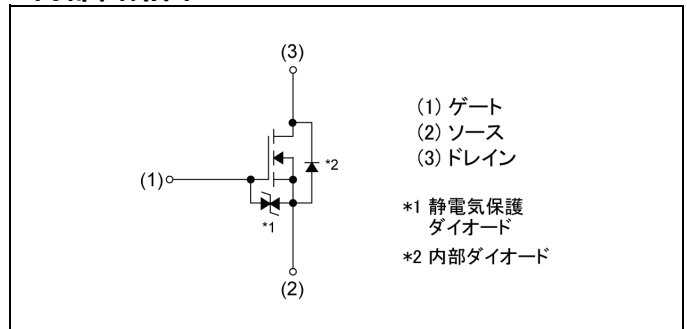 (3)
(1) ゲート
(2) ソース
(3) ドレイン
*2
(1)
*1 静電気保護
ダイオード
*1
*2 内部ダイオード
(2)